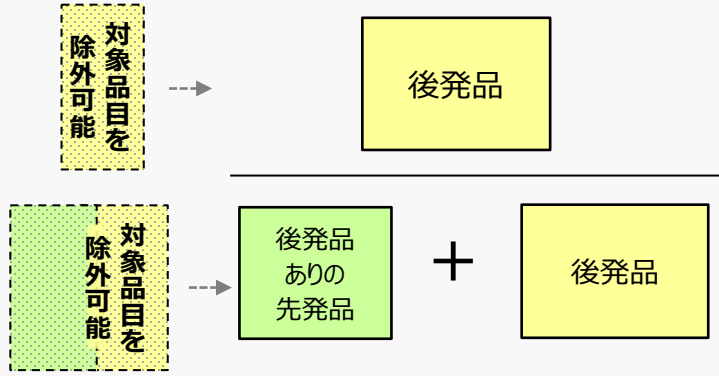 対象品目を
除外可能
後発品
対象品目を
除外可能
後発品
ありの
先発品
＋
後発品